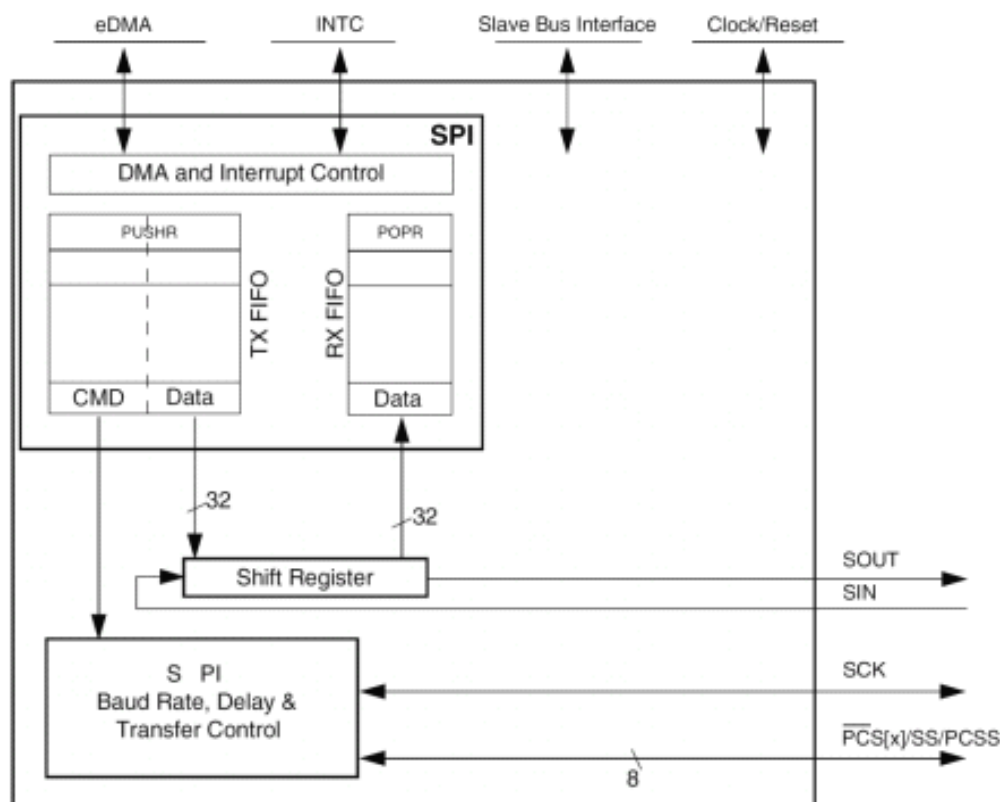 eDMA INTC Slave Bus Interface Clock/Reset
SPI
DMA and Interrupt Control
PUSHR POPR
TX FIFO
RX FIFO
CMD Data Data
32
32
Shift Register
SOUT
SIN
S PI
Baud Rate, Delay &
Transfer Control
SCK
PCS[x]/SS/PCSS
8